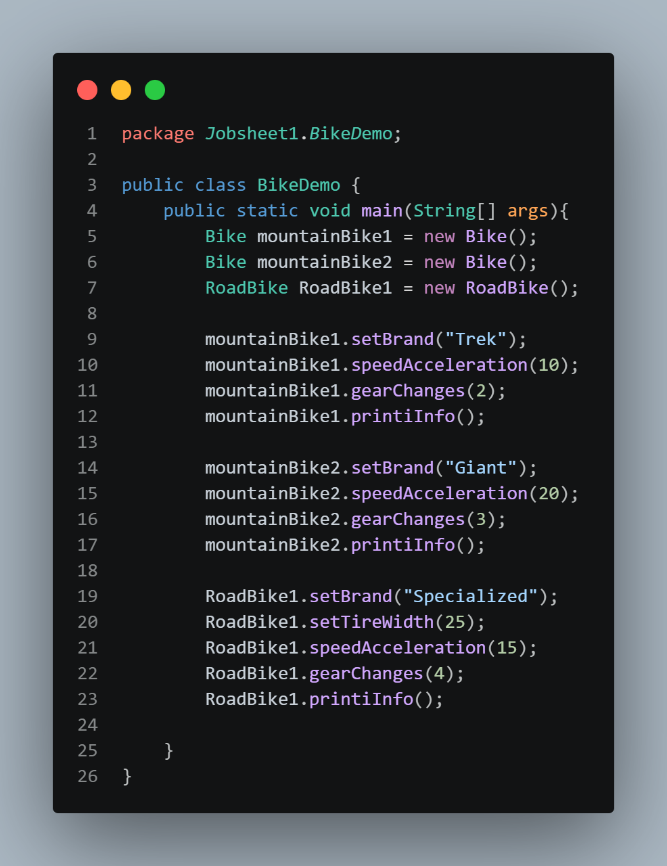 1 package Jobsheet1.BikeDemo;
2
3 public class BikeDemo {
4     public static void main(String[] args){
5         Bike mountainBike1 = new Bike();
6         Bike mountainBike2 = new Bike();
7         RoadBike RoadBike1 = new RoadBike();
8
9         mountainBike1.setBrand("Trek");
10         mountainBike1.speedAcceleration(10);
11         mountainBike1.gearChanges(2);
12         mountainBike1.printiInfo();
13
14         mountainBike2.setBrand("Giant");
15         mountainBike2.speedAcceleration(20);
16         mountainBike2.gearChanges(3);
17         mountainBike2.printiInfo();
18
19         RoadBike1.setBrand("Specialized");
20         RoadBike1.setTireWidth(25);
21         RoadBike1.speedAcceleration(15);
22         RoadBike1.gearChanges(4);
23         RoadBike1.printiInfo();
24
25     }
26 }